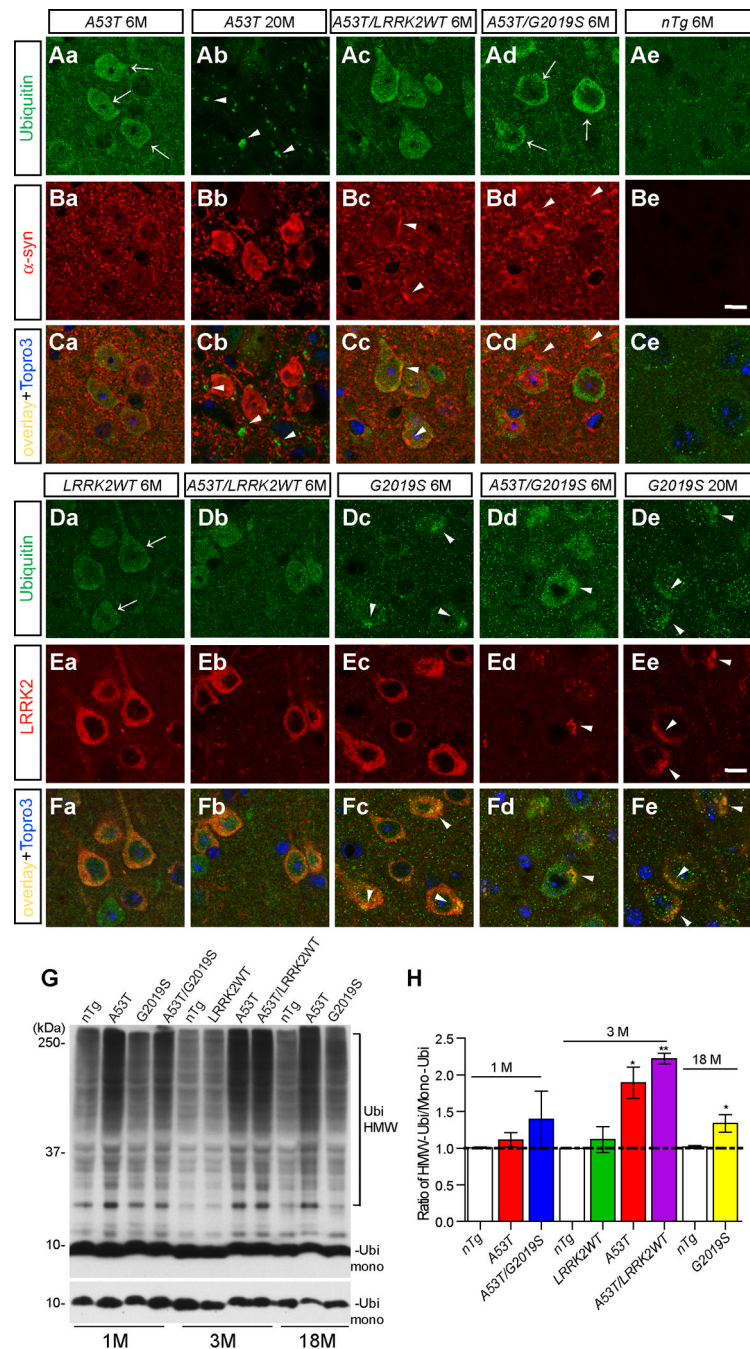 A53T 6M A53T 20M A53T/LRRK2WT 6M A53T/G2019S 6M nTg 6M
Ubiquitin Aa Ab Ac Ad Ae
α-syn Ba Bb Bc Bd Be
overlay+Topro3 Ca Cb Cc Cd Ce
LRRK2WT 6M A53T/LRRK2WT 6M G2019S 6M A53T/G2019S 6M G2019S 20M
Ubiquitin Da Db Dc Dd De
LRRK2 Ea Eb Ec Ed Ee
overlay+Topro3 Fa Fb Fc Fd Fe
G
nTg A53T G2019S A53T/G2019S nTg LRRK2WT A53T A53T/LRRK2WT nTg A53T G2019S
(kDa)
250-
37-
10-
10-
Ubi
HMW
-Ubi
mono
-Ubi
mono
1M 3M 18M
H
Ratio of HMW-Ubi/Mono-Ubi
2.5
2.0
1.5
1.0
0.5
0.0
1 M
3 M
18 M
* ** *
nTg A53T A53T/G2019S nTg LRRK2WT A53T A53T/LRRK2WT nTg G2019S